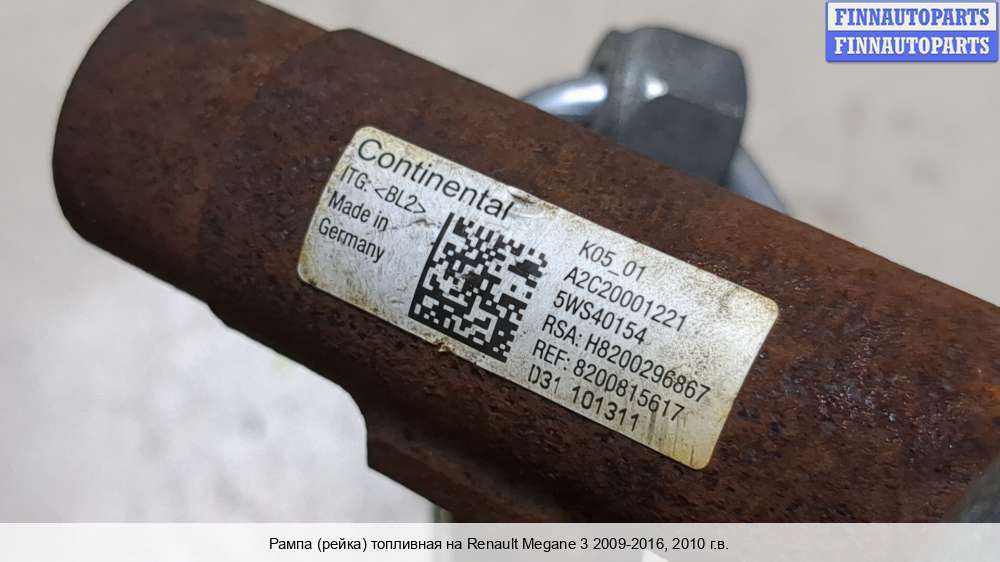 FINNAUTOPARTS
FINNAUTOPARTS
Continental
ITG: <BL2>
Made in
Germany
K05_01
A2C20001221
5WS40154
RSA: H8200296867
REF: 8200815617
D31 101311
Рампа (рейка) топливная на Renault Megane 3 2009-2016, 2010 г.в.